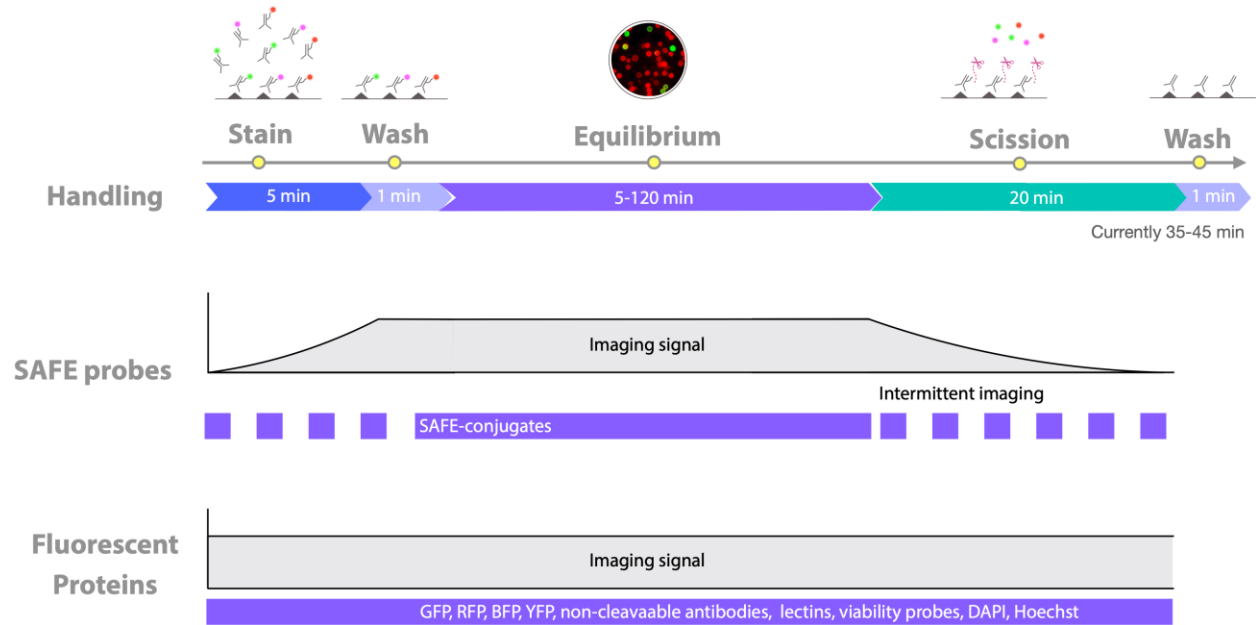 Stain
Wash
Equilibrium
Scission
Wash
Handling
5 min
1 min
5-120 min
20 min
1 min
Currently 35-45 min
SAFE probes
Imaging signal
Intermittent imaging
SAFE-conjugates
Fluorescent
Proteins
Imaging signal
GFP, RFP, BFP, YFP, non-cleavaable antibodies, lectins, viability probes, DAPI, Hoechst